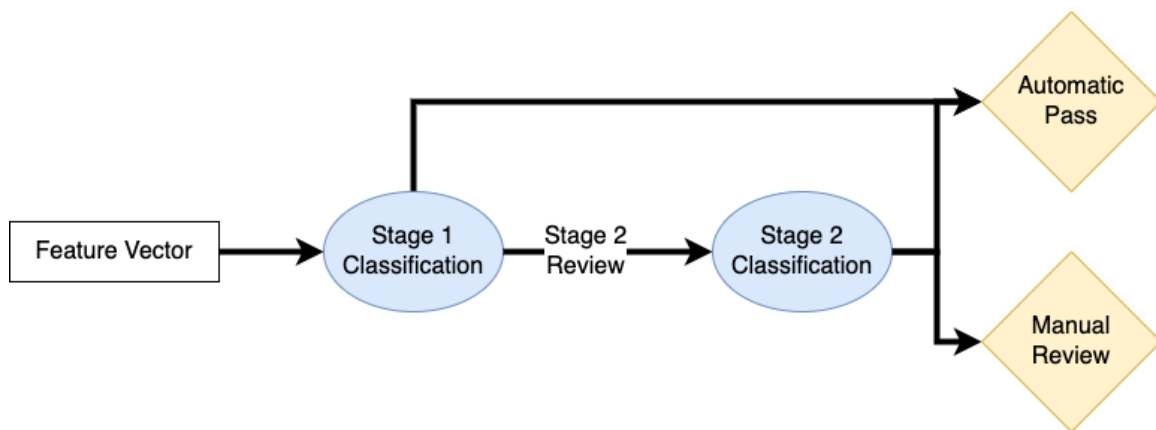 Automatic
Pass
Feature Vector
Stage 1
Classification
Stage 2
Review
Stage 2
Classification
Manual
Review